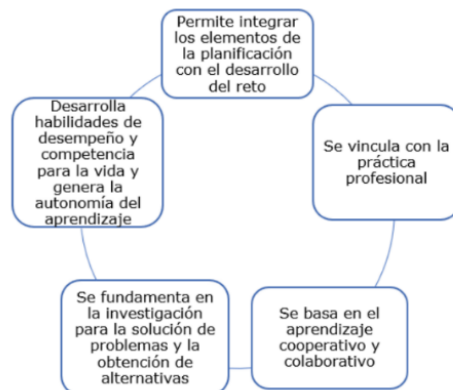 Permite integrar
los elementos de
la planificación
con el desarrollo
del reto
Se vincula con la
práctica
profesional
Se basa en el
aprendizaje
cooperativo y
colaborativo
Se fundamenta en
la investigación
para la solución de
problemas y la
obtención de
alternativas
Desarrolla
habilidades de
desempeño y
competencia
para la vida y
genera la
autonomía del
aprendizaje